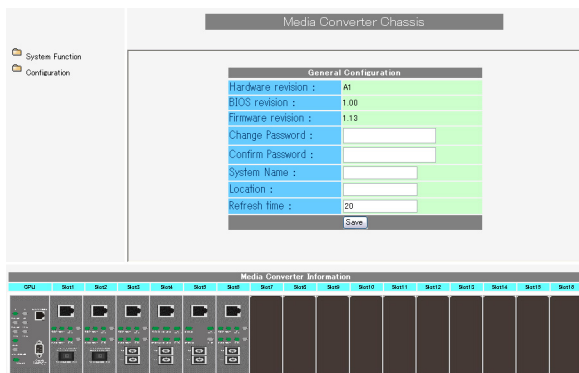 Media Converter Chassis
System Function
Configuration
General Configuration
Hardware revision : A1
BIOS revision : 1.00
Firmware revision : 1.13
Change Password :
Confirm Password :
System Name :
Location :
Refresh time : 20
Save
Media Converter Information
CPU Slot1 Slot2 Slot3 Slot4 Slot5 Slot6 Slot7 Slot8 Slot9 Slot10 Slot11 Slot12 Slot13 Slot14 Slot15 Slot16